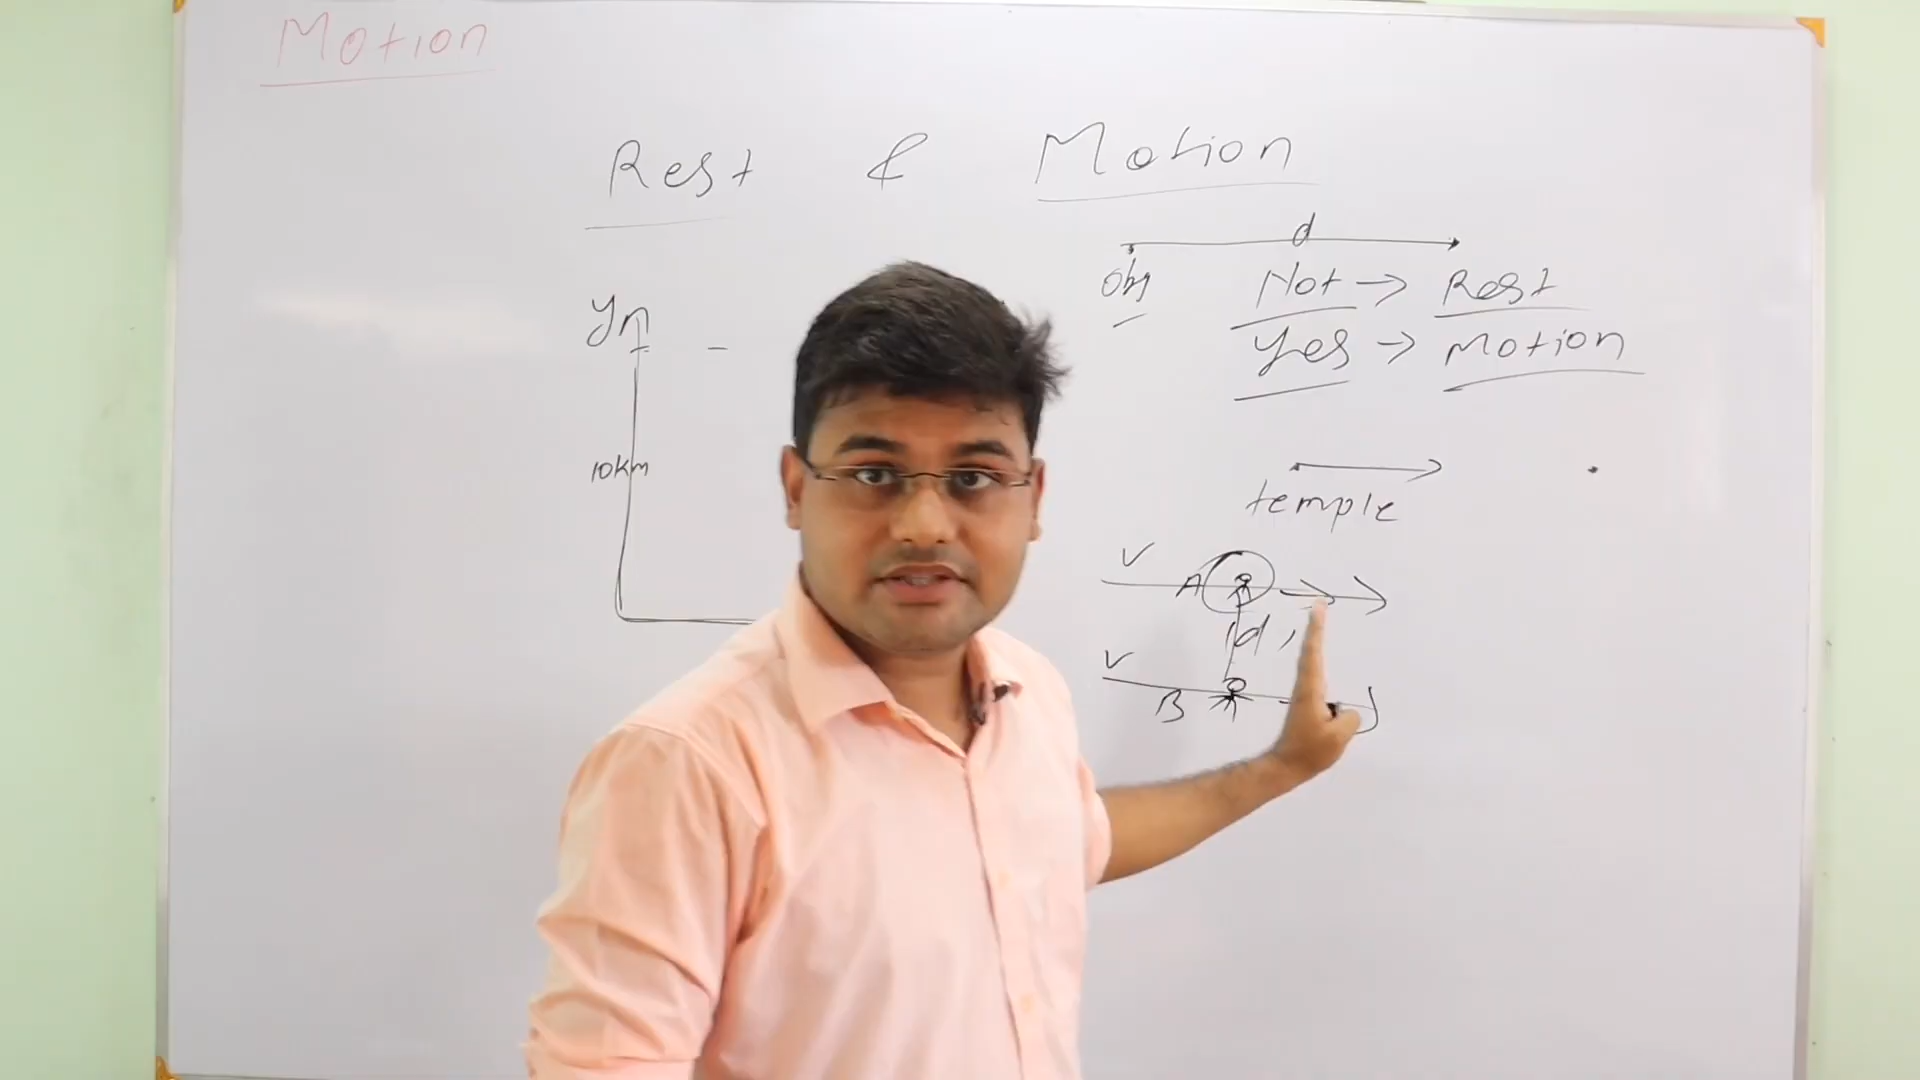 Motion
Rest & Motion
d
Obj Not → Rest
Yes → Motion
10km
temple
V
A
d
V
B